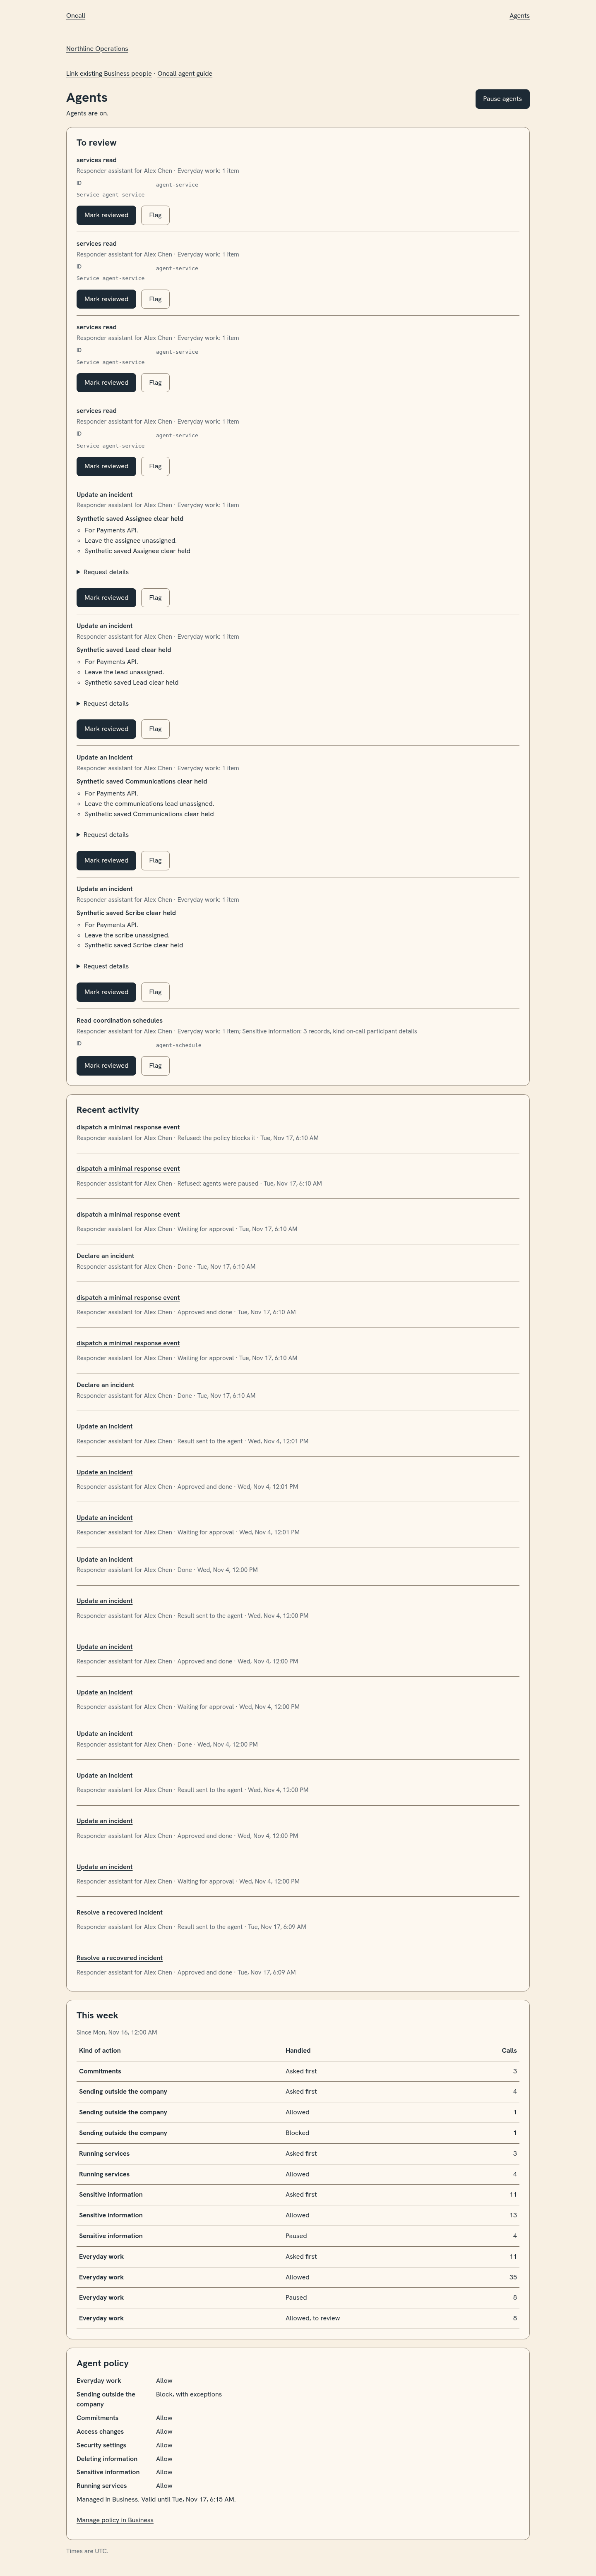 Oncall
Agents
Northline Operations
Link existing Business people · Oncall agent guide
Agents
Pause agents
Agents are on.
To review
services read
Responder assistant for Alex Chen · Everyday work: 1 item
ID
agent-service
Service agent-service
Mark reviewed
Flag
services read
Responder assistant for Alex Chen · Everyday work: 1 item
ID
agent-service
Service agent-service
Mark reviewed
Flag
services read
Responder assistant for Alex Chen · Everyday work: 1 item
ID
agent-service
Service agent-service
Mark reviewed
Flag
services read
Responder assistant for Alex Chen · Everyday work: 1 item
ID
agent-service
Service agent-service
Mark reviewed
Flag
Update an incident
Responder assistant for Alex Chen · Everyday work: 1 item
Synthetic saved Assignee clear held
For Payments API.
Leave the assignee unassigned.
Synthetic saved Assignee clear held
Request details
Mark reviewed
Flag
Update an incident
Responder assistant for Alex Chen · Everyday work: 1 item
Synthetic saved Lead clear held
For Payments API.
Leave the lead unassigned.
Synthetic saved Lead clear held
Request details
Mark reviewed
Flag
Update an incident
Responder assistant for Alex Chen · Everyday work: 1 item
Synthetic saved Communications clear held
For Payments API.
Leave the communications lead unassigned.
Synthetic saved Communications clear held
Request details
Mark reviewed
Flag
Update an incident
Responder assistant for Alex Chen · Everyday work: 1 item
Synthetic saved Scribe clear held
For Payments API.
Leave the scribe unassigned.
Synthetic saved Scribe clear held
Request details
Mark reviewed
Flag
Read coordination schedules
Responder assistant for Alex Chen · Everyday work: 1 item; Sensitive information: 3 records, kind on-call participant details
ID
agent-schedule
Mark reviewed
Flag
Recent activity
dispatch a minimal response event
Responder assistant for Alex Chen · Refused: the policy blocks it · Tue, Nov 17, 6:10 AM
dispatch a minimal response event
Responder assistant for Alex Chen · Refused: agents were paused · Tue, Nov 17, 6:10 AM
dispatch a minimal response event
Responder assistant for Alex Chen · Waiting for approval · Tue, Nov 17, 6:10 AM
Declare an incident
Responder assistant for Alex Chen · Done · Tue, Nov 17, 6:10 AM
dispatch a minimal response event
Responder assistant for Alex Chen · Approved and done · Tue, Nov 17, 6:10 AM
dispatch a minimal response event
Responder assistant for Alex Chen · Waiting for approval · Tue, Nov 17, 6:10 AM
Declare an incident
Responder assistant for Alex Chen · Done · Tue, Nov 17, 6:10 AM
Update an incident
Responder assistant for Alex Chen · Result sent to the agent · Wed, Nov 4, 12:01 PM
Update an incident
Responder assistant for Alex Chen · Approved and done · Wed, Nov 4, 12:01 PM
Update an incident
Responder assistant for Alex Chen · Waiting for approval · Wed, Nov 4, 12:01 PM
Update an incident
Responder assistant for Alex Chen · Done · Wed, Nov 4, 12:00 PM
Update an incident
Responder assistant for Alex Chen · Result sent to the agent · Wed, Nov 4, 12:00 PM
Update an incident
Responder assistant for Alex Chen · Approved and done · Wed, Nov 4, 12:00 PM
Update an incident
Responder assistant for Alex Chen · Waiting for approval · Wed, Nov 4, 12:00 PM
Update an incident
Responder assistant for Alex Chen · Done · Wed, Nov 4, 12:00 PM
Update an incident
Responder assistant for Alex Chen · Result sent to the agent · Wed, Nov 4, 12:00 PM
Update an incident
Responder assistant for Alex Chen · Approved and done · Wed, Nov 4, 12:00 PM
Update an incident
Responder assistant for Alex Chen · Waiting for approval · Wed, Nov 4, 12:00 PM
Resolve a recovered incident
Responder assistant for Alex Chen · Result sent to the agent · Tue, Nov 17, 6:09 AM
Resolve a recovered incident
Responder assistant for Alex Chen · Approved and done · Tue, Nov 17, 6:09 AM
This week
Since Mon, Nov 16, 12:00 AM
Kind of action Handled Calls
Commitments Asked first 3
Sending outside the company Asked first 4
Sending outside the company Allowed 1
Sending outside the company Blocked 1
Running services Asked first 3
Running services Allowed 4
Sensitive information Asked first 11
Sensitive information Allowed 13
Sensitive information Paused 4
Everyday work Asked first 11
Everyday work Allowed 35
Everyday work Paused 8
Everyday work Allowed, to review 8
Agent policy
Everyday work Allow
Sending outside the company Block, with exceptions
Commitments Allow
Access changes Allow
Security settings Allow
Deleting information Allow
Sensitive information Allow
Running services Allow
Managed in Business. Valid until Tue, Nov 17, 6:15 AM.
Manage policy in Business
Times are UTC.